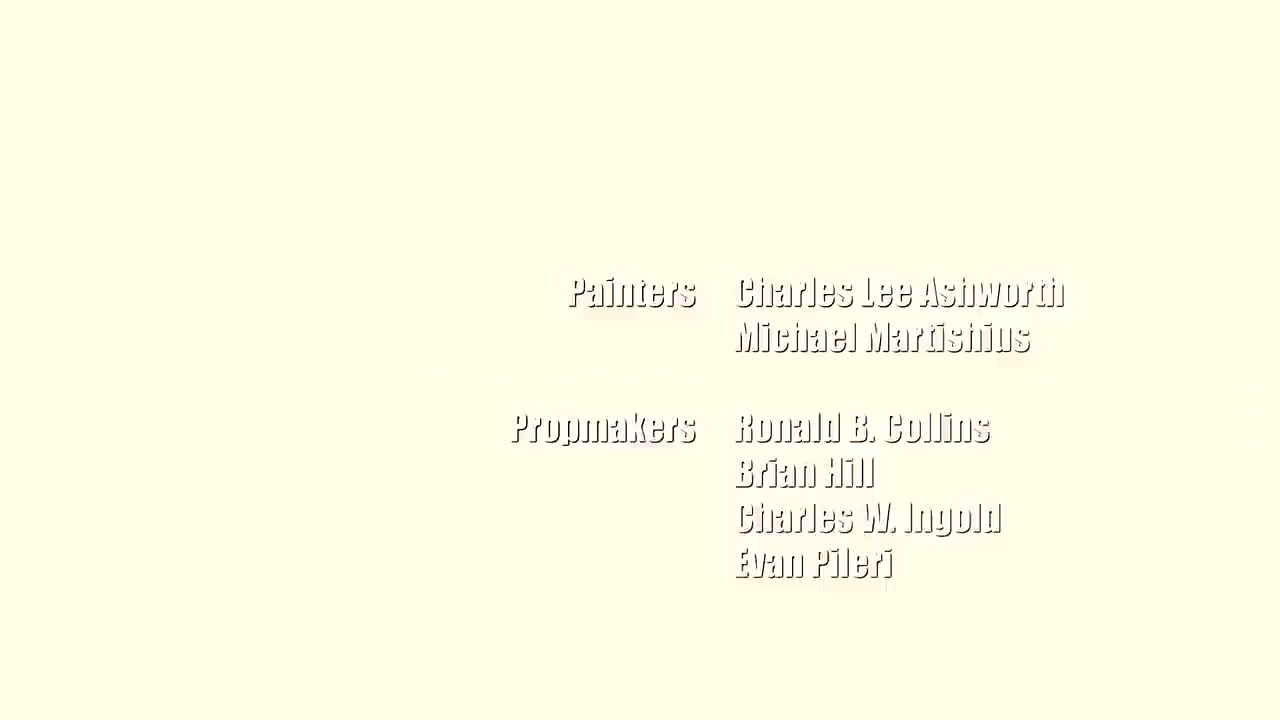 Painters Charles Lee Ashworth
Michael Martishius
Propmakers Ronald B. Collins
Brian Hill
Charles W. Ingold
Evan Pileri